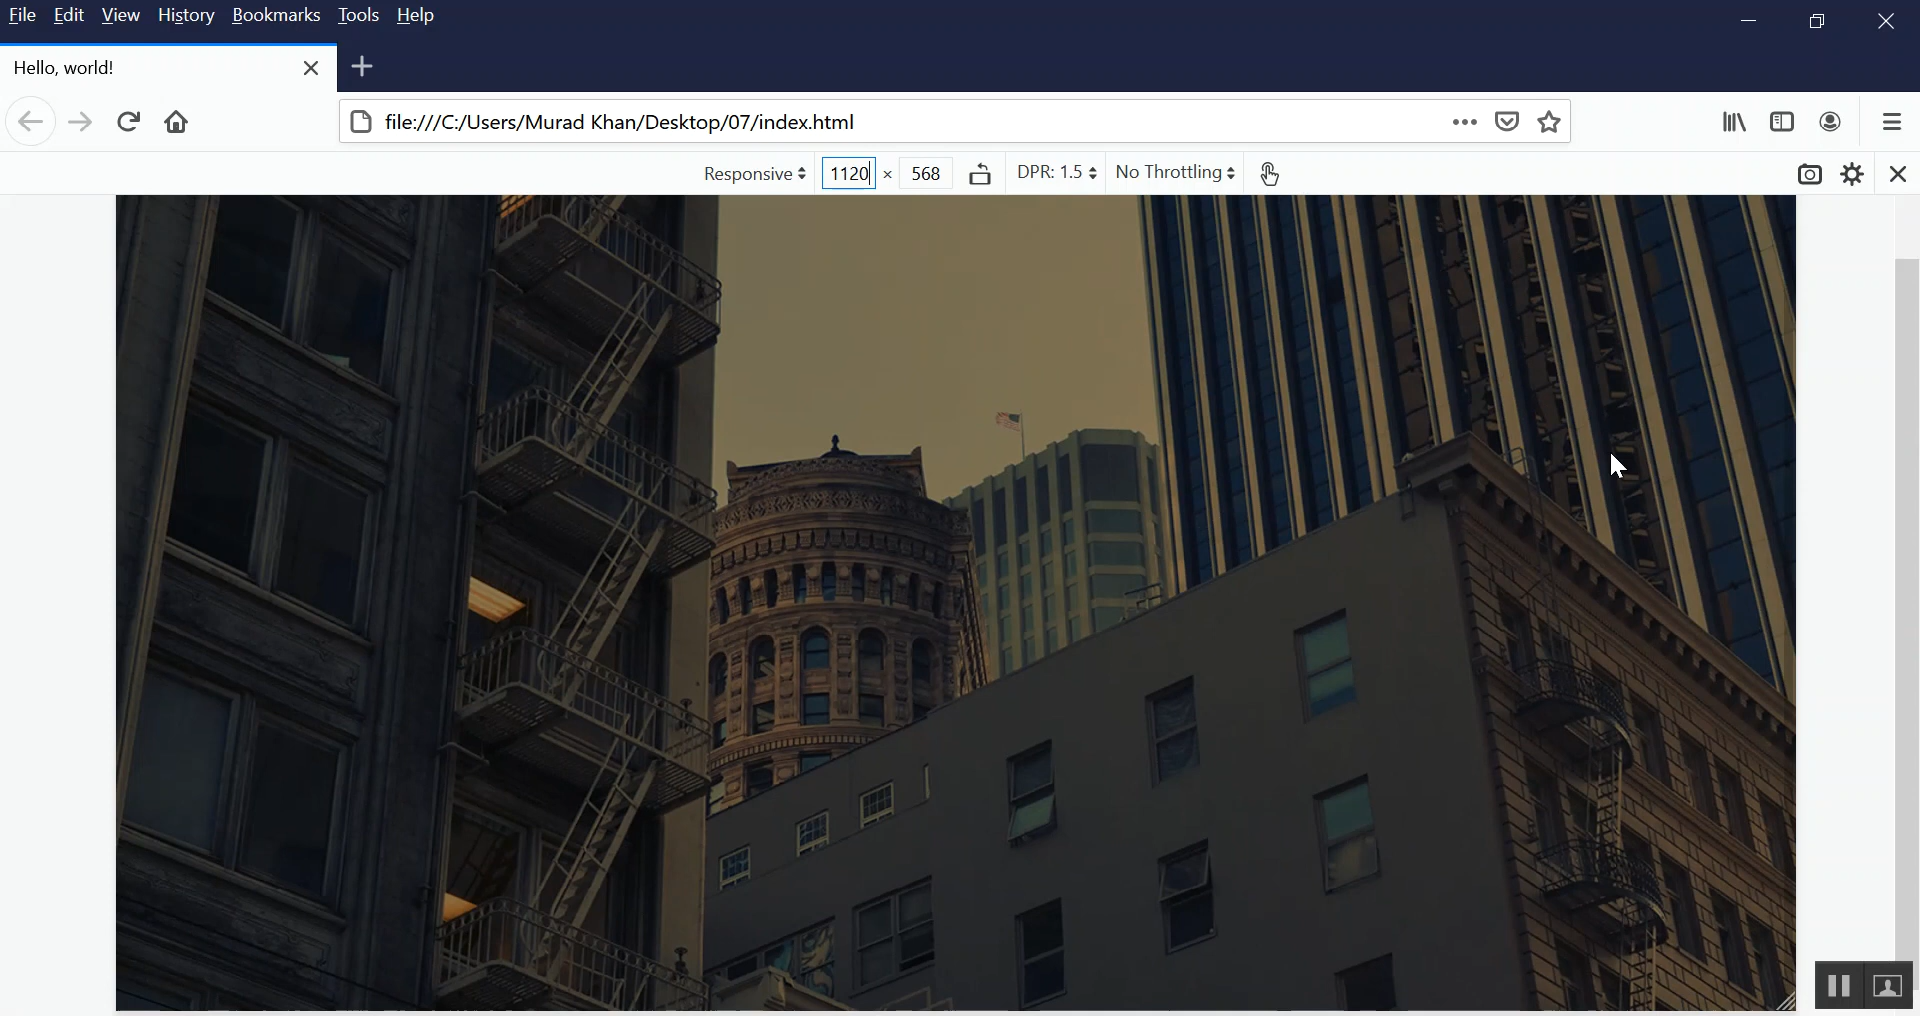 File Edit View History Bookmarks Tools Help
Hello, world!
file:///C:/Users/Murad Khan/Desktop/07/index.html
Responsive 1120 × 568 DPR: 1.5 No Throttling